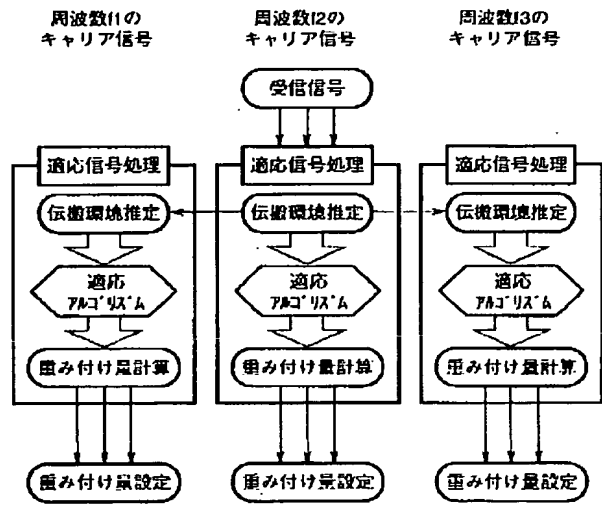 周波数f1の
キャリア信号
周波数f2の
キャリア信号
周波数f3の
キャリア信号
受信信号
適応信号処理
適応信号処理
適応信号処理
伝搬環境推定
伝搬環境推定
伝搬環境推定
適応
ｱﾙｺﾞﾘｽﾞﾑ
適応
ｱﾙｺﾞﾘｽﾞﾑ
適応
ｱﾙｺﾞﾘｽﾞﾑ
重み付け量計算
重み付け量計算
重み付け量計算
重み付け量設定
重み付け量設定
重み付け量設定